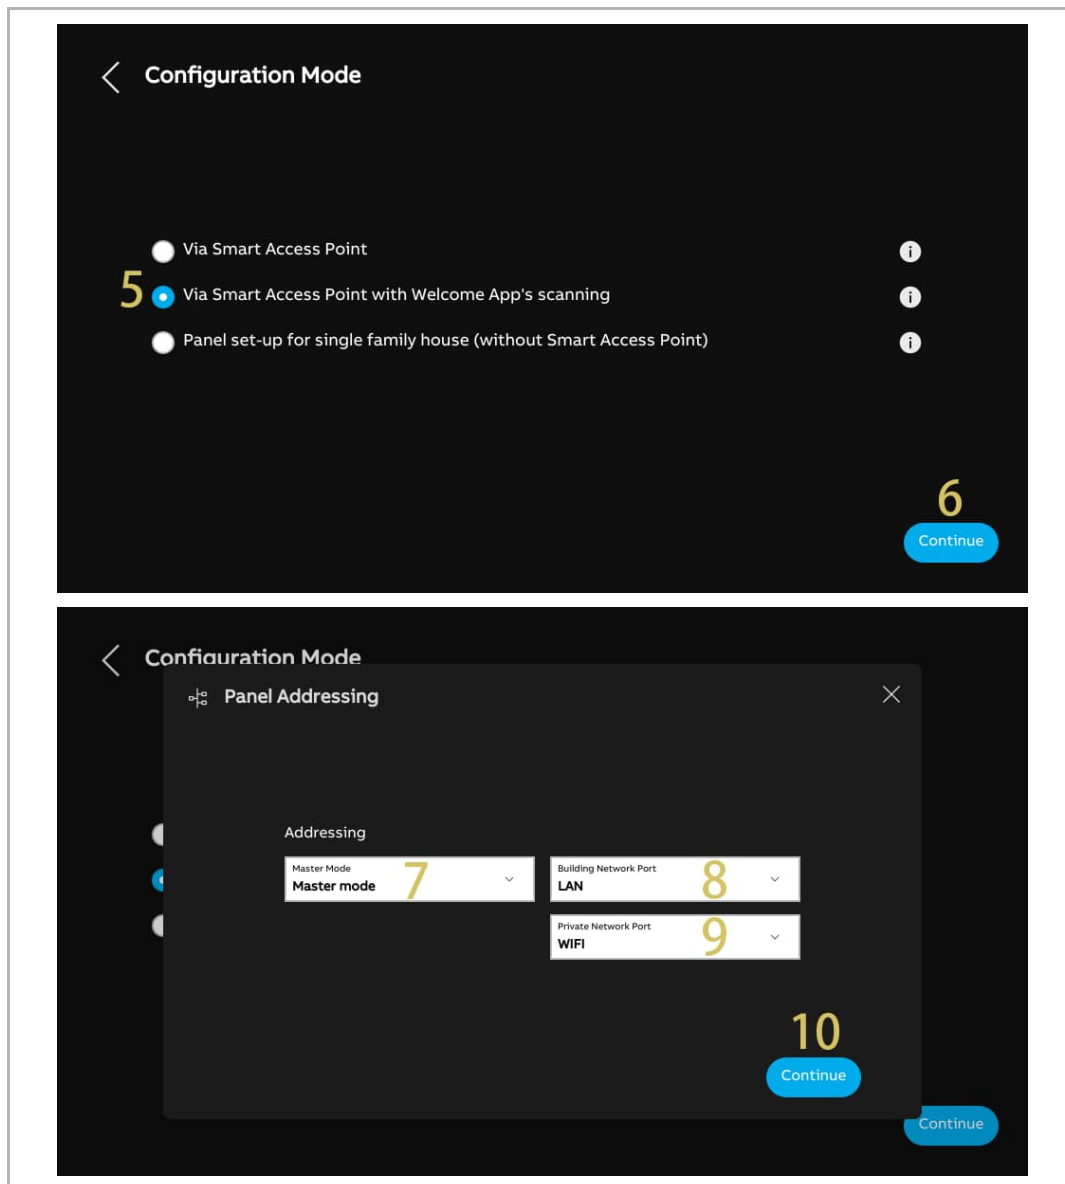 Configuration Mode
Via Smart Access Point
5
Via Smart Access Point with Welcome App's scanning
Panel set-up for single family house (without Smart Access Point)
6
Continue
Configuration Mode
Panel Addressing
Addressing
Master Mode
Master mode
7
Building Network Port
LAN
8
Private Network Port
WIFI
9
10
Continue
Continue